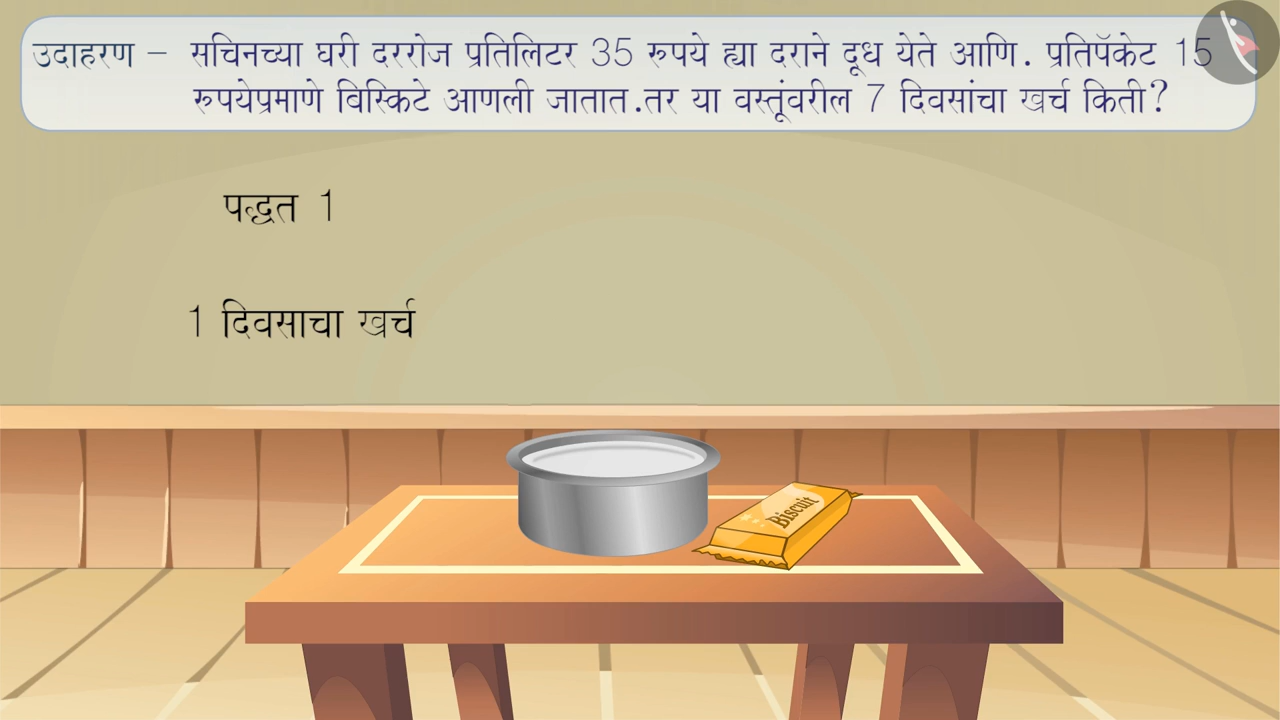 उदाहरण – सचिनच्या घरी दररोज प्रतिलिटर 35 रुपये ह्या दराने दूध येते आणि. प्रतिपॅकेट 15
रुपयेप्रमाणे विस्किटे आणली जातात.तर या वस्तूंवरील 7 दिवसांचा खर्च किती?
पद्धत 1
1 दिवसाचा खर्च
Biscuit